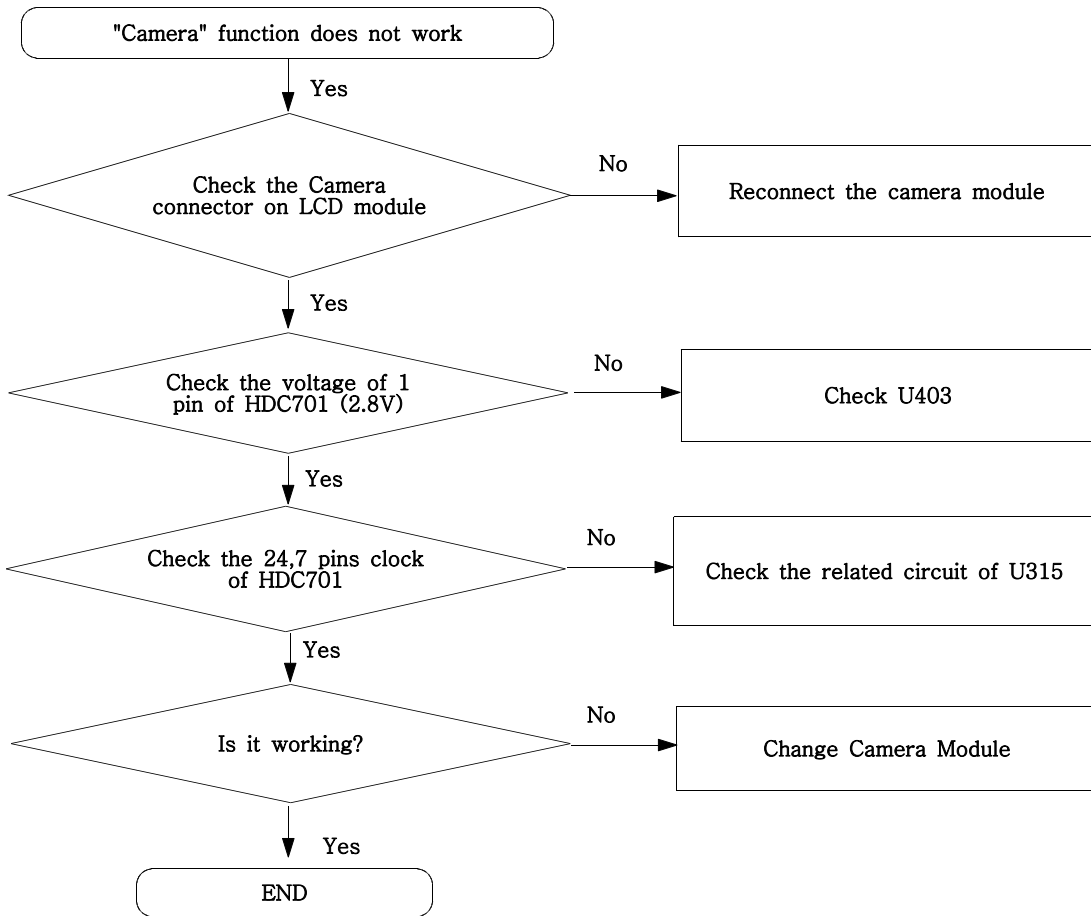 "Camera" function does not work
Yes
Check the Camera
connector on LCD module
No
Reconnect the camera module
Yes
Check the voltage of 1
pin of HDC701 (2.8V)
No
Check U403
Yes
Check the 24,7 pins clock
of HDC701
No
Check the related circuit of U315
Yes
Is it working?
No
Change Camera Module
Yes
END